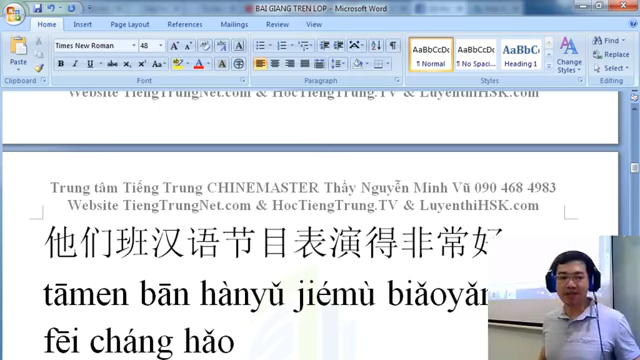 BAI GIANG TREN LOP - Microsoft Word
Home Insert Page Layout References Mailings Review View
Paste
Times New Roman 48
AaBbCcDc AaBbCcDc AaBbCc
¶ Normal ¶ No Spaci... Heading 1
Change Styles
Find
Replace
Select
Clipboard Font Paragraph Styles Editing
Website TiengTrungNet.com & HocTiengTrung.TV & LuyenthiHSK.com
Trung tâm Tiếng Trung CHINEMASTER Thầy Nguyễn Minh Vũ 090 468 4983
Website TiengTrungNet.com & HocTiengTrung.TV & LuyenthiHSK.com
他们班汉语节目表演得非常好
tāmen bān hànyǔ jiémù biǎoyǎn
fēi cháng hǎo